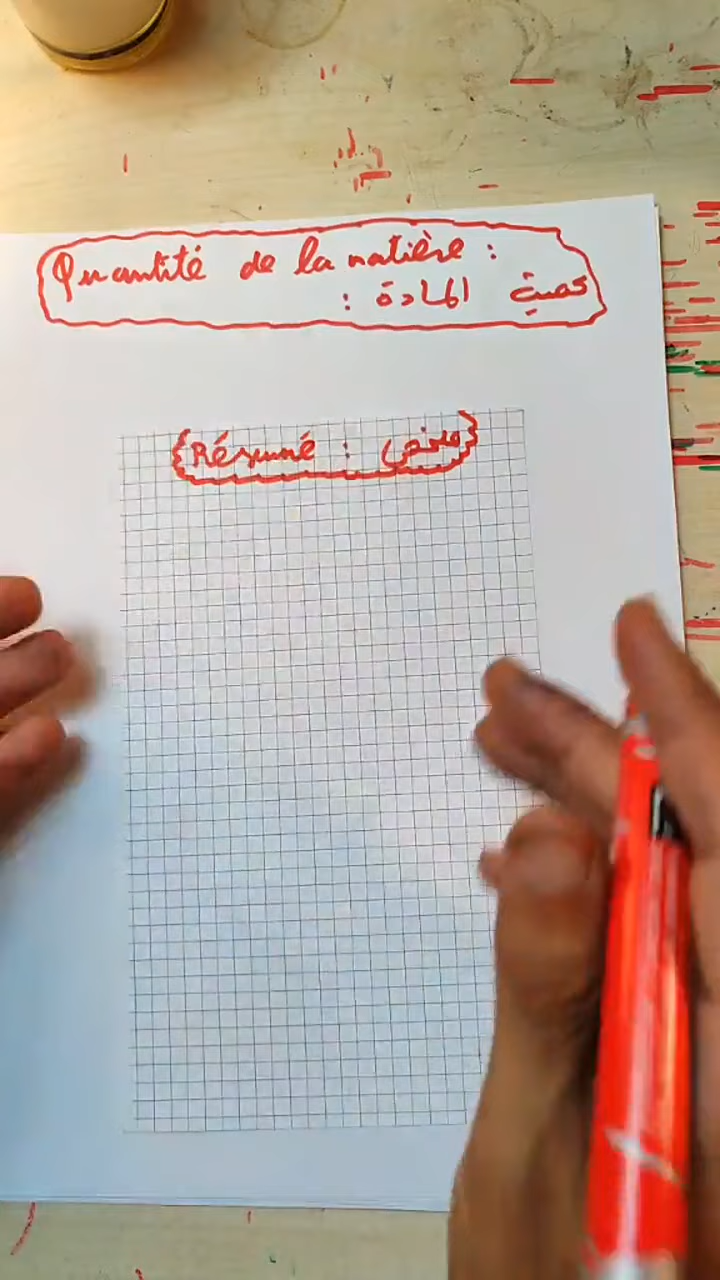 Quantité de la matière :
كمية المادة :
Résumé : ملخص